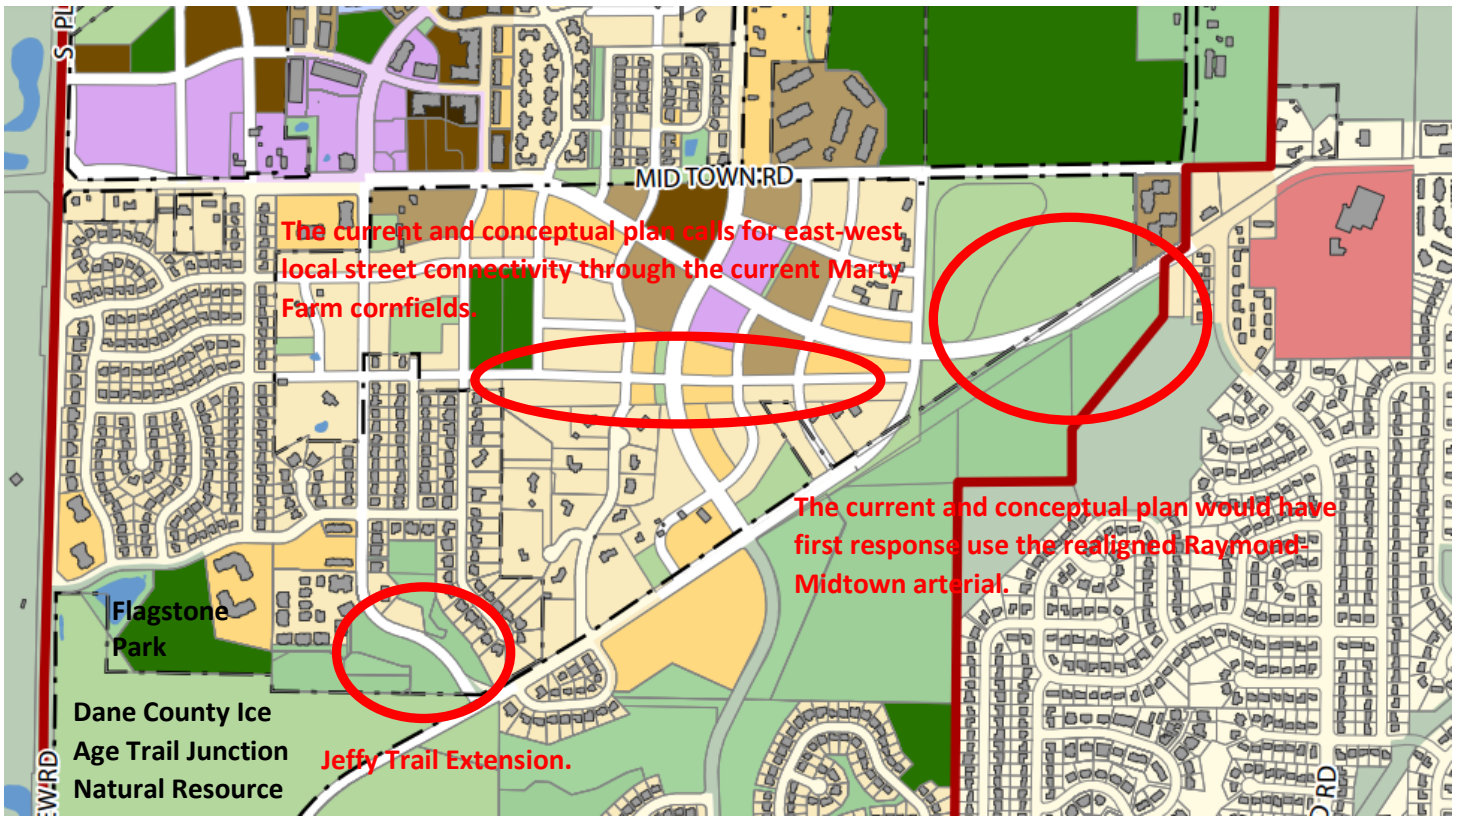 S PL
MID TOWN RD
The current and conceptual plan calls for east-west
local street connectivity through the current Marty
Farm cornfields.
The current and conceptual plan would have
first response use the realigned Raymond-
Midtown arterial.
Flagstone
Park
Dane County Ice
Age Trail Junction
Natural Resource
Jeffy Trail Extension.
EW RD
D RD